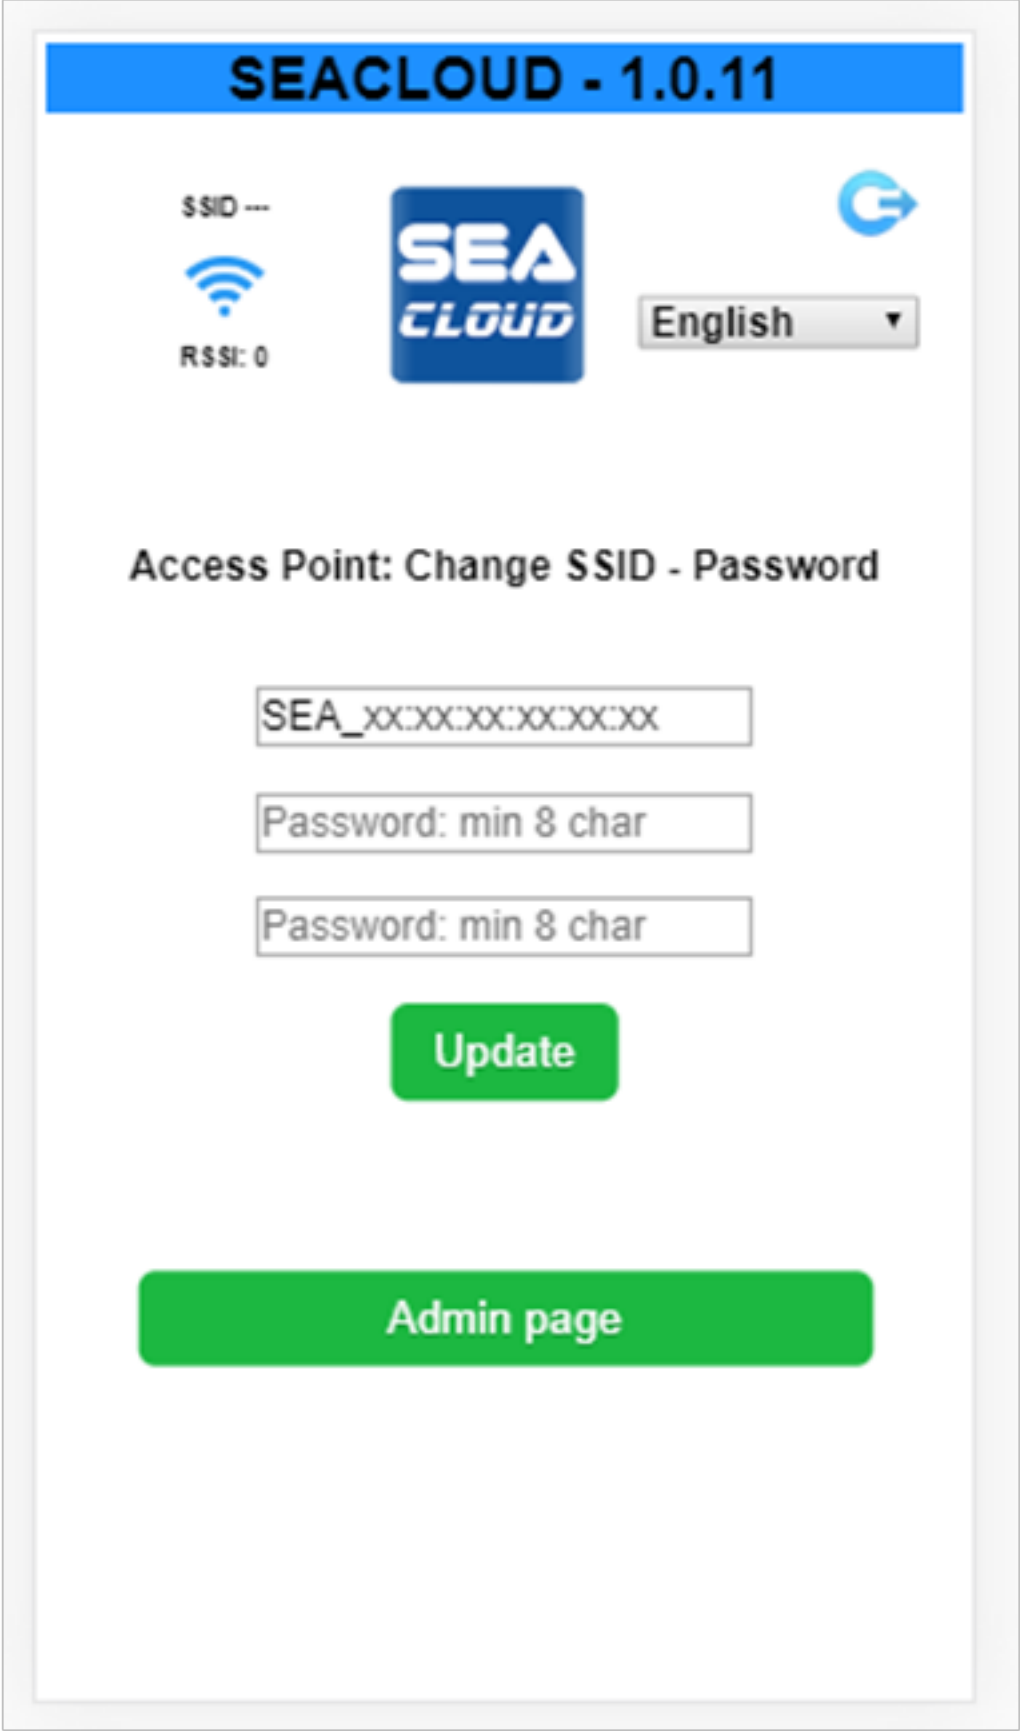 SEACLOUD - 1.0.11
SSID ---
SEA
CLOUD
English
RSSI: 0
Access Point: Change SSID - Password
SEA_xx:xx:xx:xx:xx:xx
Password: min 8 char
Password: min 8 char
Update
Admin page